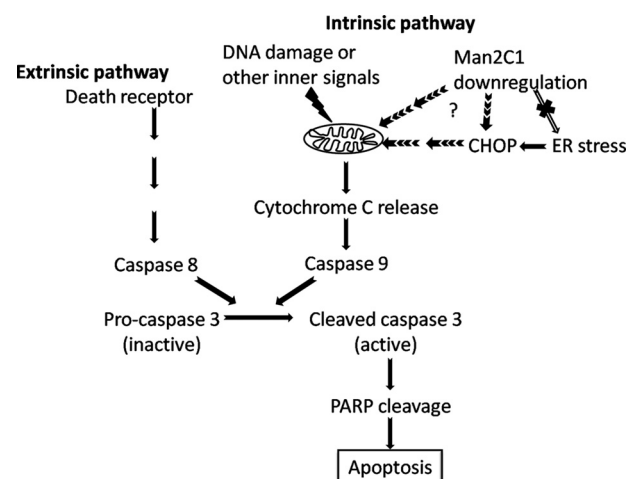 Intrinsic pathway
DNA damage or
other inner signals
Man2C1
downregulation
Extrinsic pathway
Death receptor
?
CHOP
ER stress
Cytochrome C release
Caspase 8
Caspase 9
Pro-caspase 3
(inactive)
Cleaved caspase 3
(active)
PARP cleavage
Apoptosis